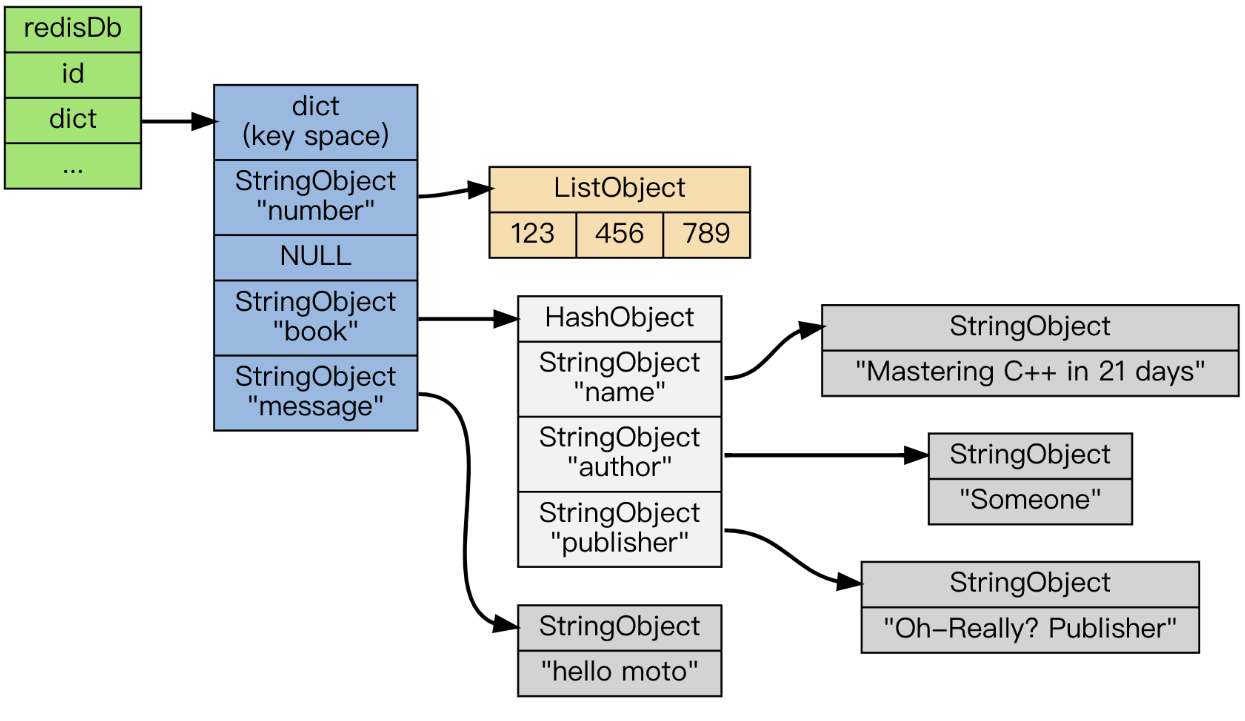 redisDb
id
dict
...
dict
(key space)
StringObject
"number"
NULL
StringObject
"book"
StringObject
"message"
ListObject
123 456 789
HashObject
StringObject
"name"
StringObject
"author"
StringObject
"publisher"
StringObject
"Mastering C++ in 21 days"
StringObject
"Someone"
StringObject
"Oh-Really? Publisher"
StringObject
"hello moto"